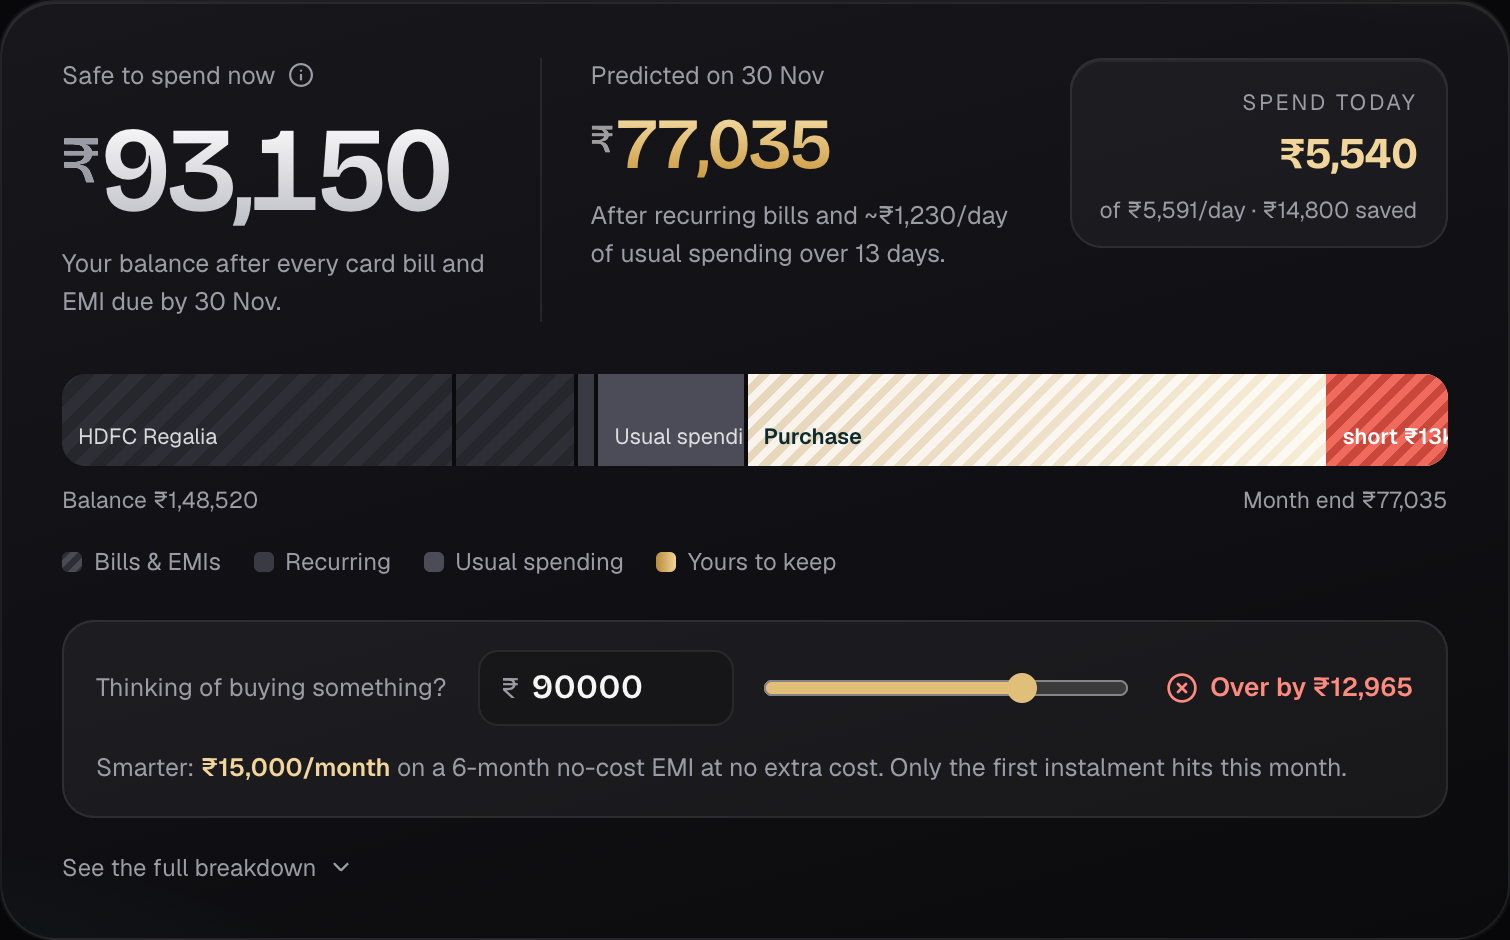 Safe to spend now
₹93,150
Your balance after every card bill and
EMI due by 30 Nov.
Predicted on 30 Nov
₹77,035
After recurring bills and ~₹1,230/day
of usual spending over 13 days.
SPEND TODAY
₹5,540
of ₹5,591/day · ₹14,800 saved
HDFC Regalia
Usual spendi
Purchase
short ₹13k
Balance ₹1,48,520
Month end ₹77,035
Bills & EMIs
Recurring
Usual spending
Yours to keep
Thinking of buying something?
₹ 90000
Over by ₹12,965
Smarter: ₹15,000/month on a 6-month no-cost EMI at no extra cost. Only the first instalment hits this month.
See the full breakdown